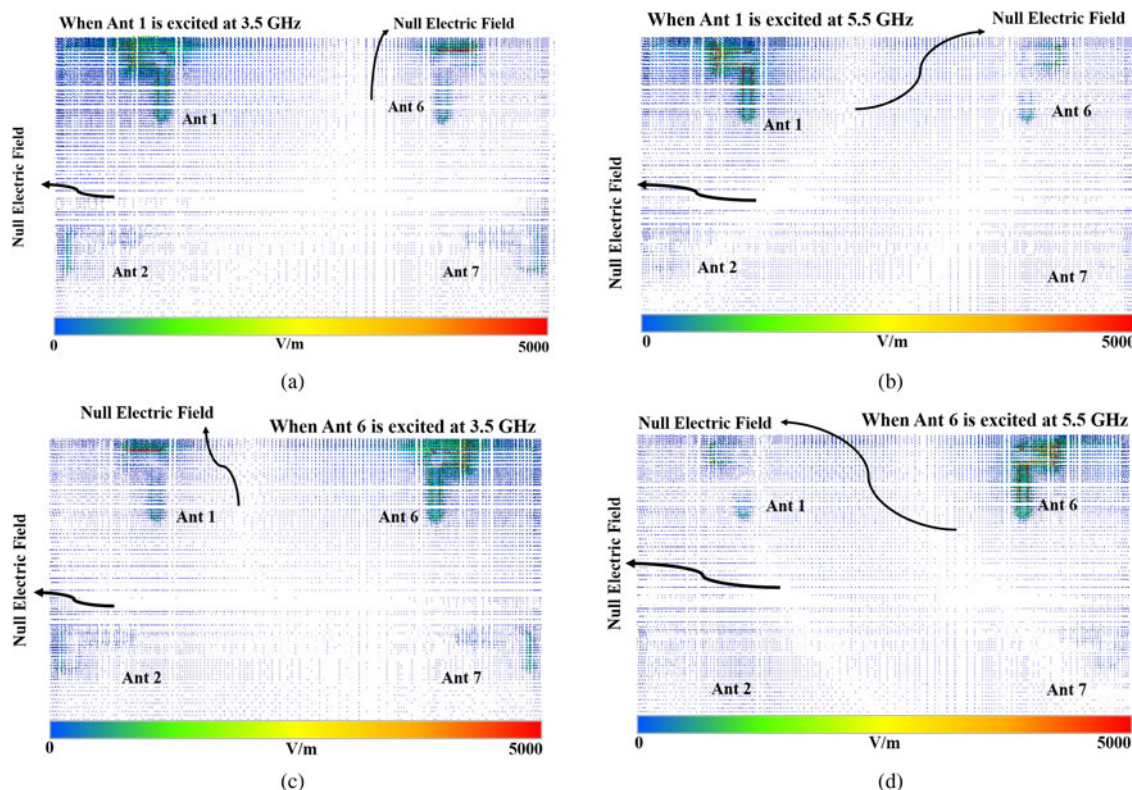 When Ant 1 is excited at 3.5 GHz
Null Electric Field
Ant 1
Ant 6
Null Electric Field
Ant 2
Ant 7
0
V/m
5000
(a)
When Ant 1 is excited at 5.5 GHz
Null Electric Field
Ant 1
Ant 6
Null Electric Field
Ant 2
Ant 7
0
V/m
5000
(b)
Null Electric Field
When Ant 6 is excited at 3.5 GHz
Ant 1
Ant 6
Null Electric Field
Ant 2
Ant 7
0
V/m
5000
(c)
Null Electric Field
When Ant 6 is excited at 5.5 GHz
Ant 1
Ant 6
Null Electric Field
Ant 2
Ant 7
0
V/m
5000
(d)